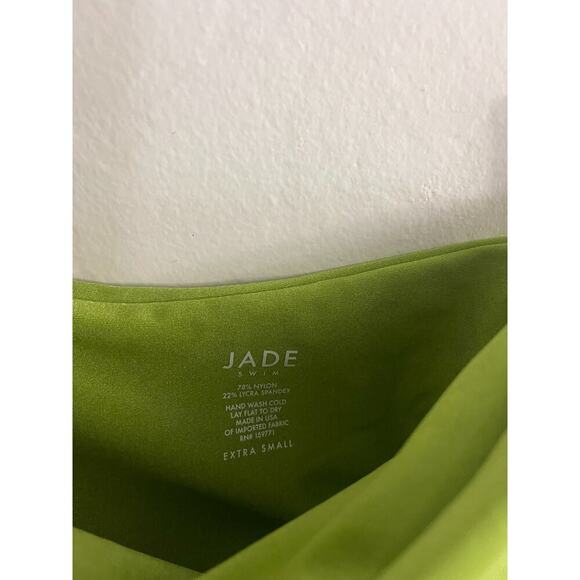 JADE
SWIM
78% NYLON
22% LYCRA SPANDEX
HAND WASH COLD
LAY FLAT TO DRY
MADE IN USA
OF IMPORTED FABRIC
RN# 159771
EXTRA SMALL